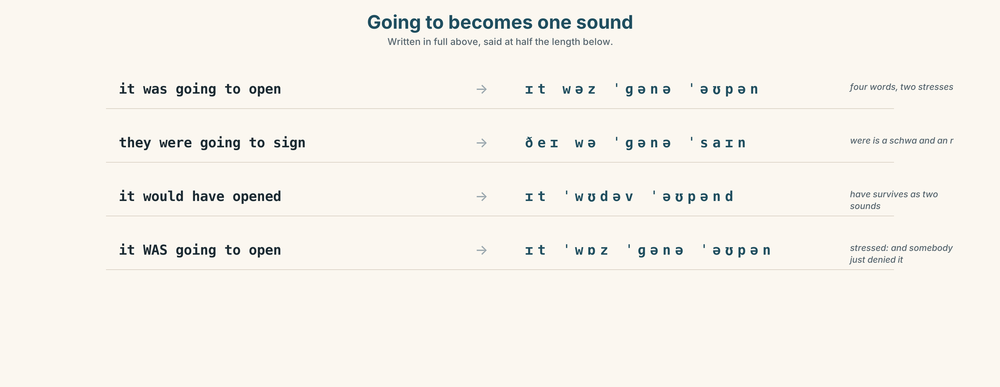 Going to becomes one sound
Written in full above, said at half the length below.
it was going to open → ɪt wəz ˈɡənə ˈəʊpən four words, two stresses
they were going to sign → ðeɪ wə ˈɡənə ˈsaɪn were is a schwa and an r
it would have opened → ɪt ˈwʊdəv ˈəʊpənd have survives as two
sounds
it WAS going to open → ɪt ˈwɒz ˈɡənə ˈəʊpən stressed: and somebody
just denied it